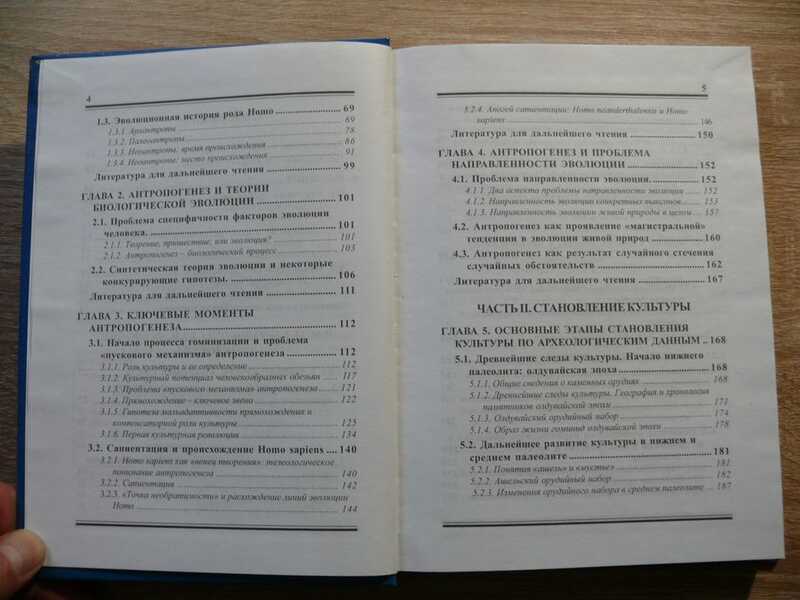 4
1.3. Эволюционная история рода Homo ........ 69
1.3.1. Архантропы ........ 69
1.3.2. Палеоантропы ........ 78
1.3.3. Неоантропы: время происхождения ........ 86
1.3.4. Неоантропы: место происхождения ........ 91
Литература для дальнейшего чтения ........ 99
ГЛАВА 2. АНТРОПОГЕНЕЗ И ТЕОРИИ
БИОЛОГИЧЕСКОЙ ЭВОЛЮЦИИ ........ 101
2.1. Проблема специфичности факторов эволюции
человека. ........ 101
2.1.1. Творение, пришествие, или эволюция? ........ 101
2.1.2. Антропогенез – биологический процесс ........ 103
2.2. Синтетическая теория эволюции и некоторые
конкурирующие гипотезы. ........ 106
Литература для дальнейшего чтения ........ 111
ГЛАВА 3. КЛЮЧЕВЫЕ МОМЕНТЫ
АНТРОПОГЕНЕЗА ........ 112
3.1. Начало процесса гоминизации и проблема
«пускового механизма» антропогенеза ........ 112
3.1.1. Роль культуры и ее определение ........ 112
3.1.2. Культурный потенциал человекообразных обезьян ..... 117
3.1.3. Проблема «пускового механизма» антропогенеза ..... 121
3.1.4. Прямохождение – ключевое звено ........ 122
3.1.5. Гипотеза малоадаптивности прямохождения и
компенсаторной роли культуры ........ 125
3.1.6. Первая культурная революция ........ 134
3.2. Сапиентация и происхождение Homo sapiens .... 140
3.2.1. Homo sapiens как «венец творения»: телеологическое
понимание антропогенеза ........ 140
3.2.2. Сапиентация ........ 142
3.2.3. «Точка необратимости» и расхождение линий эволюции
Homo ........ 144
5
3.2.4. Апогей сапиентации: Homo neanderthalensis и Homo
sapiens ........ 146
Литература для дальнейшего чтения ........ 150
ГЛАВА 4. АНТРОПОГЕНЕЗ И ПРОБЛЕМА
НАПРАВЛЕННОСТИ ЭВОЛЮЦИИ ........ 152
4.1. Проблема направленности эволюции. ........ 152
4.1.1. Два аспекта проблемы направленности эволюции ..... 152
4.1.2. Направленность эволюции конкретных таксонов ..... 153
4.1.3. Направленность эволюции живой природы в целом .... 157
4.2. Антропогенез как проявление «магистральной»
тенденции в эволюции живой природ ........ 160
4.3. Антропогенез как результат случайного стечения
случайных обстоятельств ........ 162
Литература для дальнейшего чтения ........ 167
ЧАСТЬ II. СТАНОВЛЕНИЕ КУЛЬТУРЫ
ГЛАВА 5. ОСНОВНЫЕ ЭТАПЫ СТАНОВЛЕНИЯ
КУЛЬТУРЫ ПО АРХЕОЛОГИЧЕСКИМ ДАННЫМ .. 168
5.1. Древнейшие следы культуры. Начало нижнего
палеолита: олдувайская эпоха ........ 168
5.1.1. Общие сведения о каменных орудиях ........ 168
5.1.2. Древнейшие следы культуры. География и хронология
памятников олдувайской эпохи ........ 171
5.1.3. Олдувайский орудийный набор ........ 174
5.1.4. Образ жизни гоминид олдувайской эпохи ........ 178
5.2. Дальнейшее развитие культуры в нижнем и
среднем палеолите ........ 181
5.2.1. Понятия «ашель» и «мустье» ........ 181
5.2.2. Ашельский орудийный набор ........ 182
5.2.3. Изменения орудийного набора в среднем палеолите ... 187